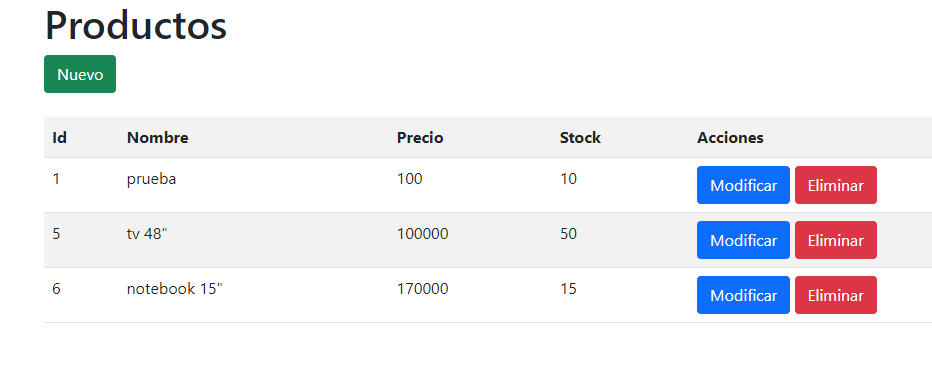 Productos
Nuevo
Id Nombre Precio Stock Acciones
1 prueba 100 10 Modificar Eliminar
5 tv 48" 100000 50 Modificar Eliminar
6 notebook 15" 170000 15 Modificar Eliminar